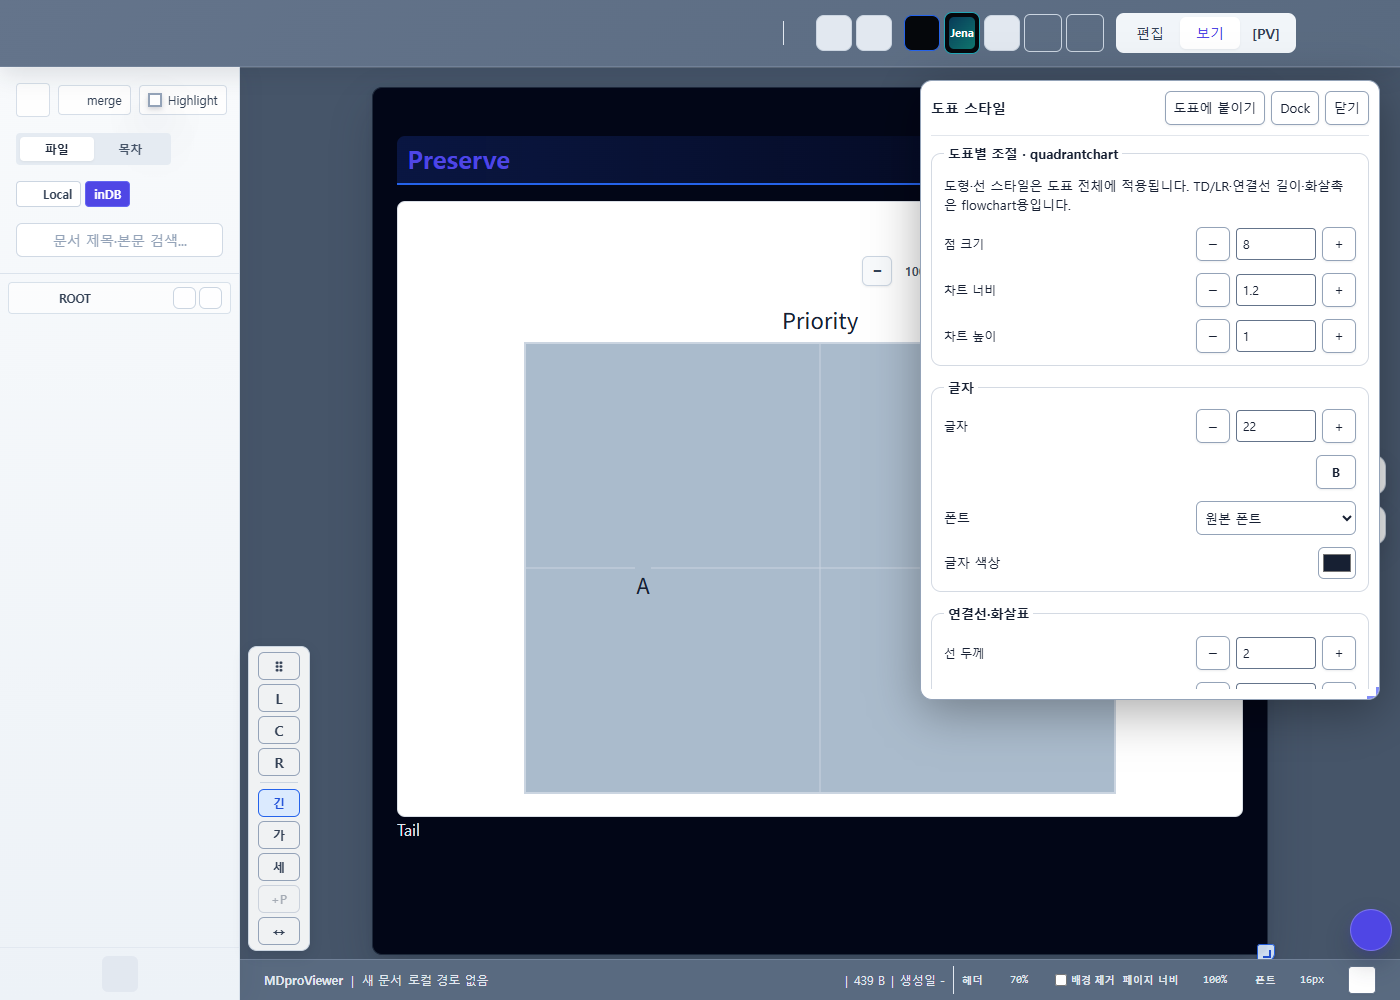 Jena
편집 보기 [PV]
merge Highlight
파일 목차
Local inDB
문서 제목·본문 검색...
ROOT
Preserve
Priority
A
Tail
도표 스타일 도표에 붙이기 Dock 닫기
도표별 조절 · quadrantchart
도형·선 스타일은 도표 전체에 적용됩니다. TD/LR·연결선 길이·화살촉
은 flowchart용입니다.
점 크기 − 8 +
차트 너비 − 1.2 +
차트 높이 − 1 +
글자
글자 − 22 +
B
폰트 원본 폰트
글자 색상
연결선·화살표
선 두께 − 2 +
L
C
R
긴
가
세
+P
↔
MDproViewer | 새 문서 로컬 경로 없음 | 439 B | 생성일 - 헤더 70% 배경 제거 페이지 너비 100% 폰트 16px